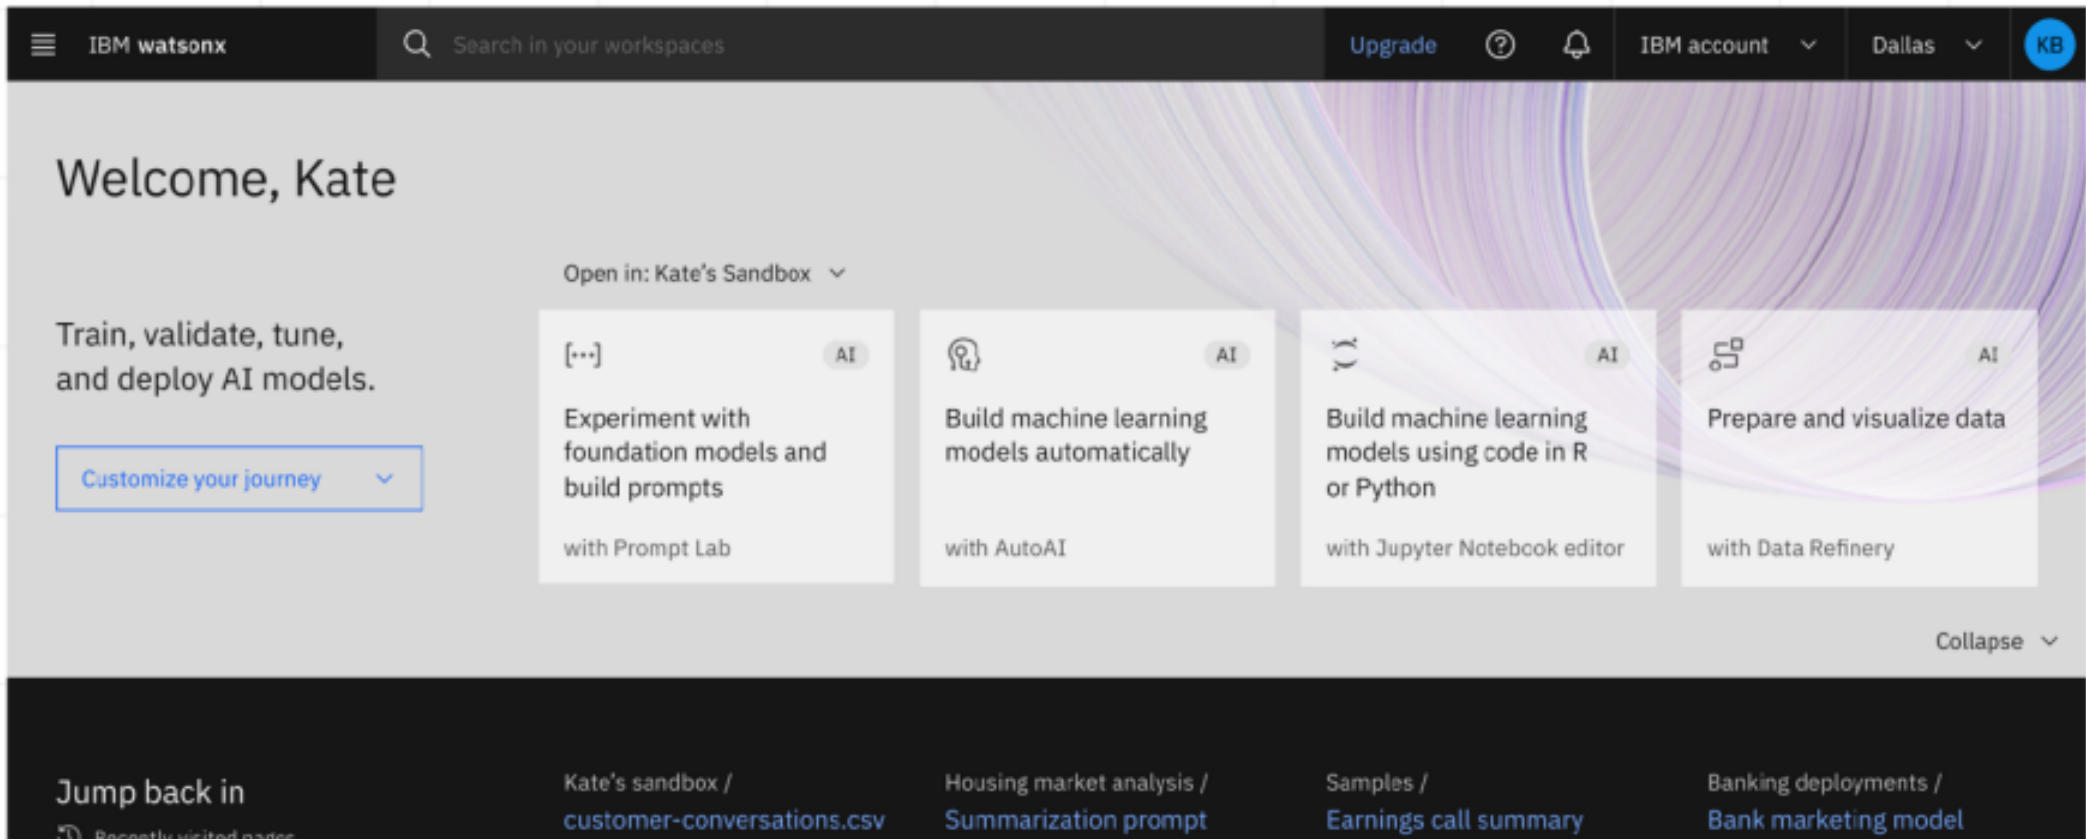 IBM watsonx
Search in your workspaces
Upgrade
IBM account
Dallas
KB
Welcome, Kate
Open in: Kate's Sandbox
Train, validate, tune,
and deploy AI models.
Customize your journey
AI
Experiment with
foundation models and
build prompts
with Prompt Lab
AI
Build machine learning
models automatically
with AutoAI
AI
Build machine learning
models using code in R
or Python
with Jupyter Notebook editor
AI
Prepare and visualize data
with Data Refinery
Collapse
Jump back in
Recently visited pages
Kate's sandbox /
customer-conversations.csv
Housing market analysis /
Summarization prompt
Samples /
Earnings call summary
Banking deployments /
Bank marketing model